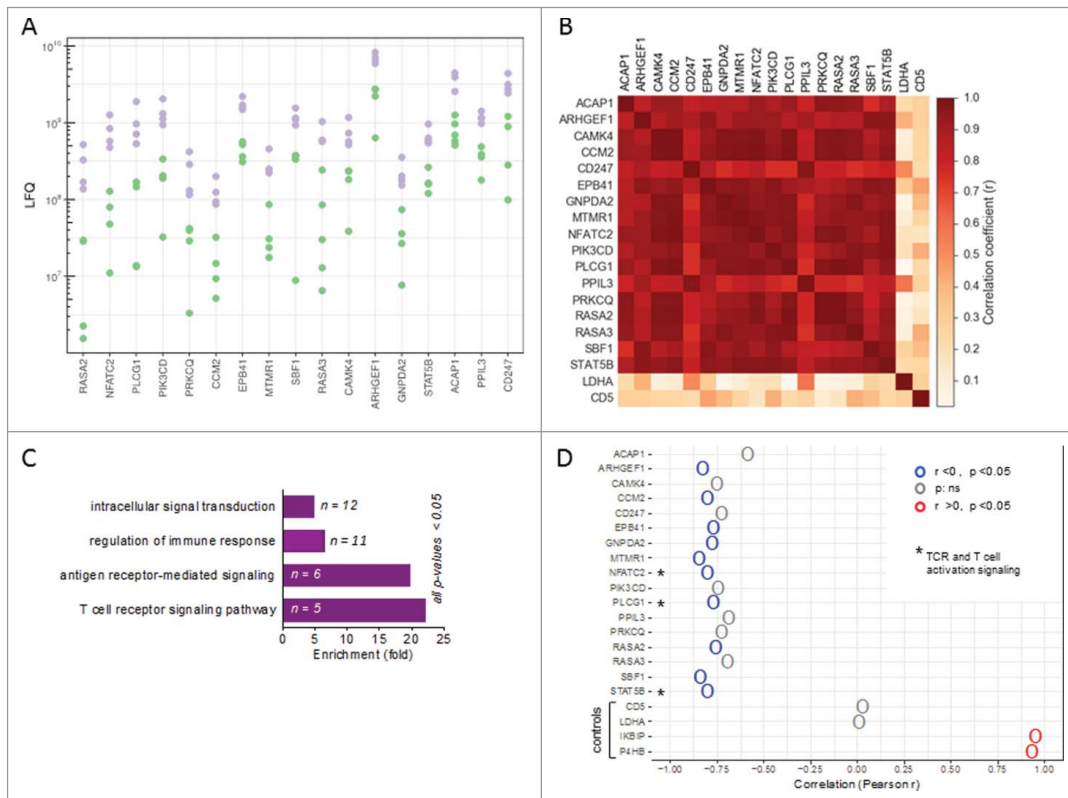 A
10^10
10^9
10^8
10^7
LFQ
RASA2
NFATC2
PLCG1
PIK3CD
PRKCQ
CCM2
EPB41
MTMR1
SBF1
RASA3
CAMK4
ARHGEF1
GNPDA2
STAT5B
ACAP1
PPIL3
CD247
B
ACAP1
ARHGEF1
CAMK4
CCM2
CD247
EPB41
GNPDA2
MTMR1
NFATC2
PIK3CD
PLCG1
PPIL3
PRKCQ
RASA2
RASA3
SBF1
STAT5B
LDHA
CD5
ACAP1
ARHGEF1
CAMK4
CCM2
CD247
EPB41
GNPDA2
MTMR1
NFATC2
PIK3CD
PLCG1
PPIL3
PRKCQ
RASA2
RASA3
SBF1
STAT5B
LDHA
CD5
1.0
0.9
0.8
0.7
0.6
0.5
0.4
0.3
0.2
0.1
Correlation coefficient (r)
C
intracellular signal transduction
n = 12
regulation of immune response
n = 11
antigen receptor-mediated signaling
n = 6
T cell receptor signaling pathway
n = 5
all p-values < 0.05
0 5 10 15 20 25
Enrichment (fold)
D
ACAP1
ARHGEF1
CAMK4
CCM2
CD247
EPB41
GNPDA2
MTMR1
NFATC2 *
PIK3CD
PLCG1 *
PPIL3
PRKCQ
RASA2
RASA3
SBF1
STAT5B *
controls
CD5
LDHA
IKBIP
P4HB
r <0 , p <0.05
p: ns
r >0, p <0.05
* TCR and T cell
activation signaling
−1.00 −0.75 −0.50 −0.25 0.00 0.25 0.50 0.75 1.00
Correlation (Pearson r)